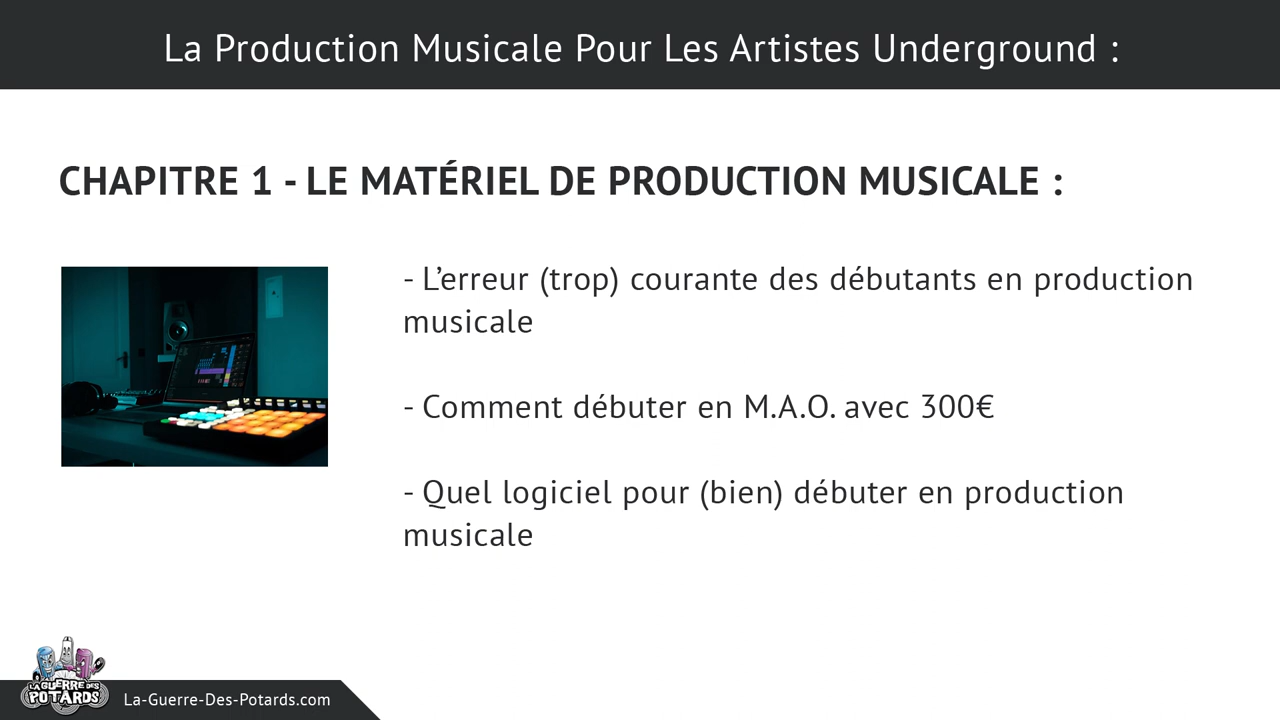 La Production Musicale Pour Les Artistes Underground :
CHAPITRE 1 - LE MATÉRIEL DE PRODUCTION MUSICALE :
- L’erreur (trop) courante des débutants en production
musicale
- Comment débuter en M.A.O. avec 300€
- Quel logiciel pour (bien) débuter en production
musicale
LA GUERRE DES
POTARDS
La-Guerre-Des-Potards.com